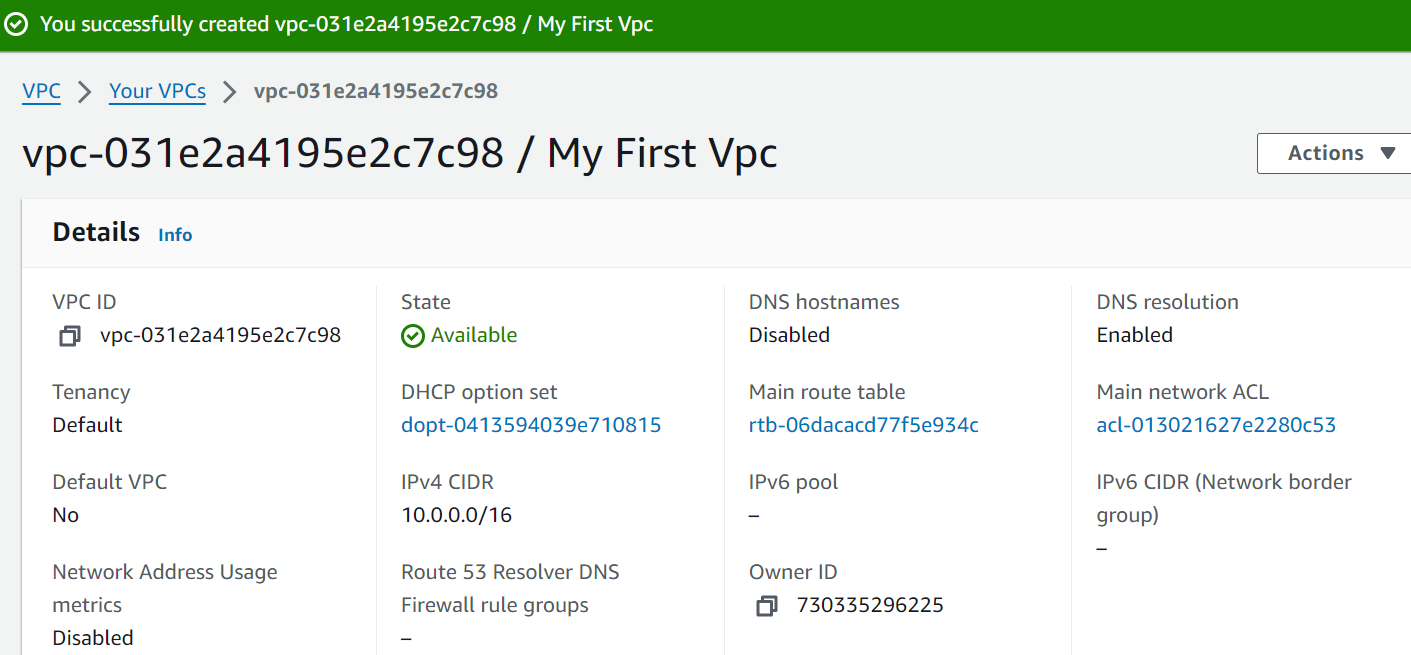 You successfully created vpc-031e2a4195e2c7c98 / My First Vpc
VPC
Your VPCs
vpc-031e2a4195e2c7c98
vpc-031e2a4195e2c7c98 / My First Vpc
Actions
Details
Info
VPC ID
vpc-031e2a4195e2c7c98
State
Available
DNS hostnames
Disabled
DNS resolution
Enabled
Tenancy
Default
DHCP option set
dopt-0413594039e710815
Main route table
rtb-06dacacd77f5e934c
Main network ACL
acl-013021627e2280c53
Default VPC
No
IPv4 CIDR
10.0.0.0/16
IPv6 pool
–
IPv6 CIDR (Network border
group)
–
Network Address Usage
metrics
Disabled
Route 53 Resolver DNS
Firewall rule groups
–
Owner ID
730335296225